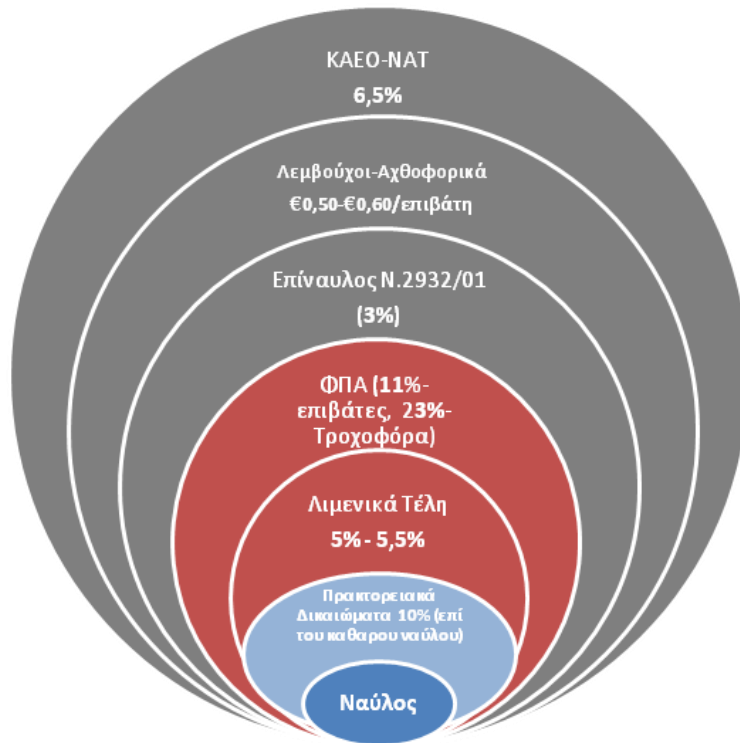 ΚΑΕΟ-ΝΑΤ
6,5%
Λεμβούχοι-Αχθοφορικά
€0,50-€0,60/επιβάτη
Επίναυλος Ν.2932/01
(3%)
ΦΠΑ (11%-
επιβάτες, 23%-
Τροχοφόρα)
Λιμενικά Τέλη
5% - 5,5%
Πρακτορειακά
Δικαιώματα 10% (επί
του καθαρου ναύλου)
Ναύλος